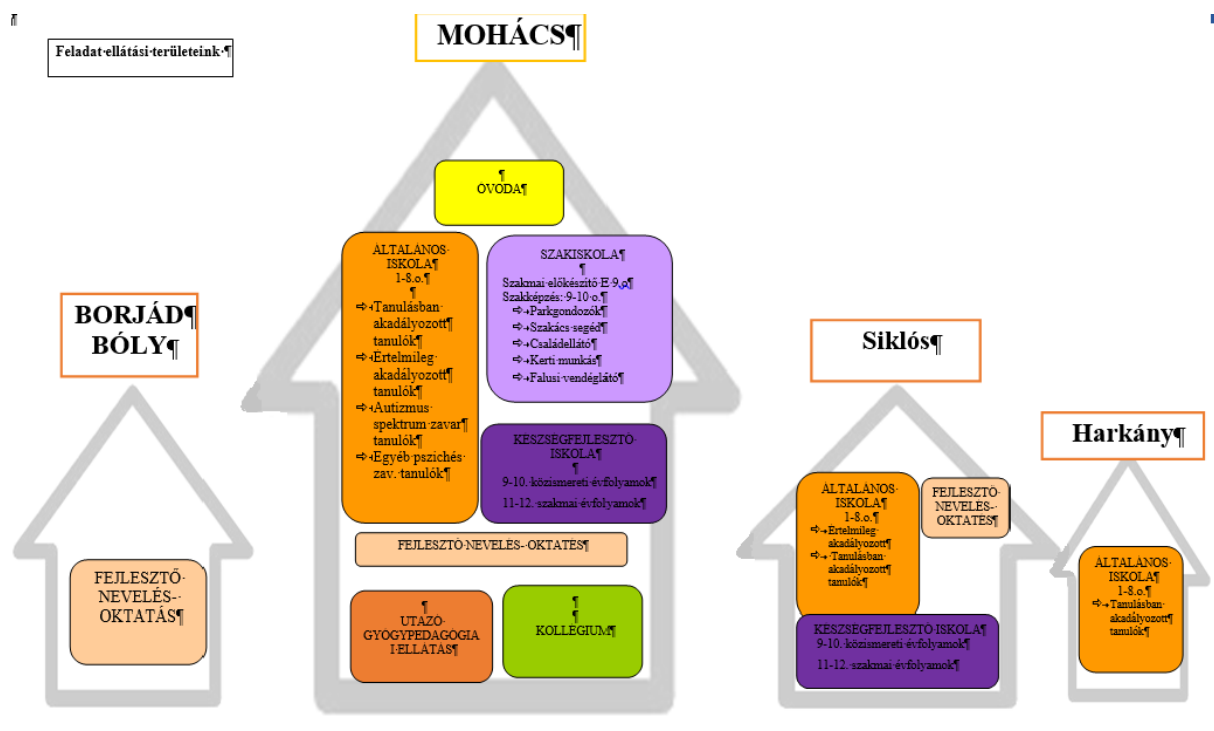 Feladat ellátási területeink
MOHÁCS
ÓVODA
ÁLTALÁNOS
ISKOLA
1-8.o.
⇨Tanulásban
akadályozott
tanulók
⇨Értelmileg
akadályozott
tanulók
⇨Autizmus
spektrum zavar
tanulók
⇨Egyéb pszichés
zav. tanulók
SZAKISKOLA
Szakmai előkészítő E 9.o
Szakképzés: 9-10 o.
⇨Parkgondozók
⇨Szakács segéd
⇨Családellátó
⇨Kerti munkás
⇨Falusi vendéglátó
KÉSZSÉGFEJLESZTŐ
ISKOLA
9-10. közismereti évfolyamok
11-12. szakmai évfolyamok
FEJLESZTŐ NEVELÉS- OKTATÁS
UTAZÓ
GYÓGYPEDAGÓGIA
I ELLÁTÁS
KOLLÉGIUM
BORJÁD
BÓLY
FEJLESZTŐ
NEVELÉS-
OKTATÁS
Siklós
ÁLTALÁNOS
ISKOLA
1-8.o.
⇨Értelmileg
akadályozott
⇨ Tanulásban
akadályozott
tanulók
FEJLESZTŐ
NEVELÉS-
OKTATÁS
KÉSZSÉGFEJLESZTŐ ISKOLA
9-10. közismereti évfolyamok
11-12. szakmai évfolyamok
Harkány
ÁLTALÁNOS
ISKOLA
1-8.o.
⇨Tanulásban
akadályozott
tanulók